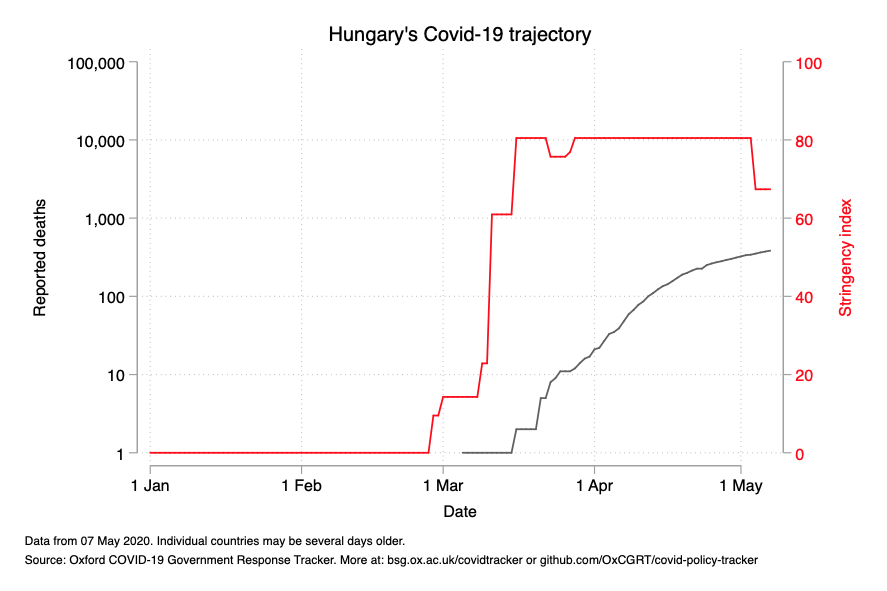 Hungary's Covid-19 trajectory
100,000
10,000
1,000
100
10
1
Reported deaths
100
80
60
40
20
0
Stringency index
1 Jan
1 Feb
1 Mar
1 Apr
1 May
Date
Data from 07 May 2020. Individual countries may be several days older.
Source: Oxford COVID-19 Government Response Tracker. More at: bsg.ox.ac.uk/covidtracker or github.com/OxCGRT/covid-policy-tracker